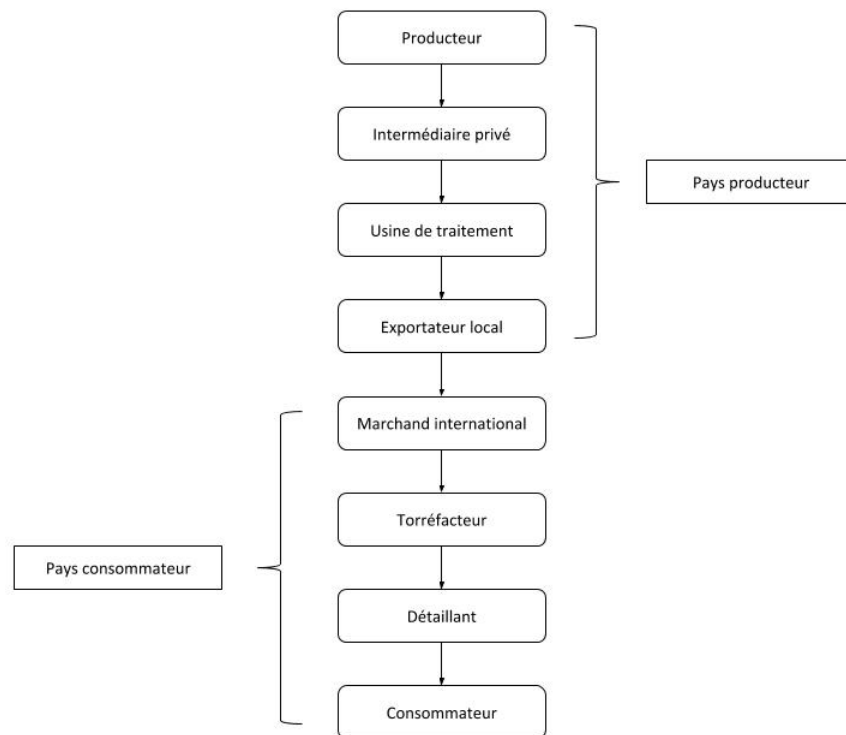 Producteur
Intermédiaire privé
Pays producteur
Usine de traitement
Exportateur local
Marchand international
Torréfacteur
Pays consommateur
Détaillant
Consommateur